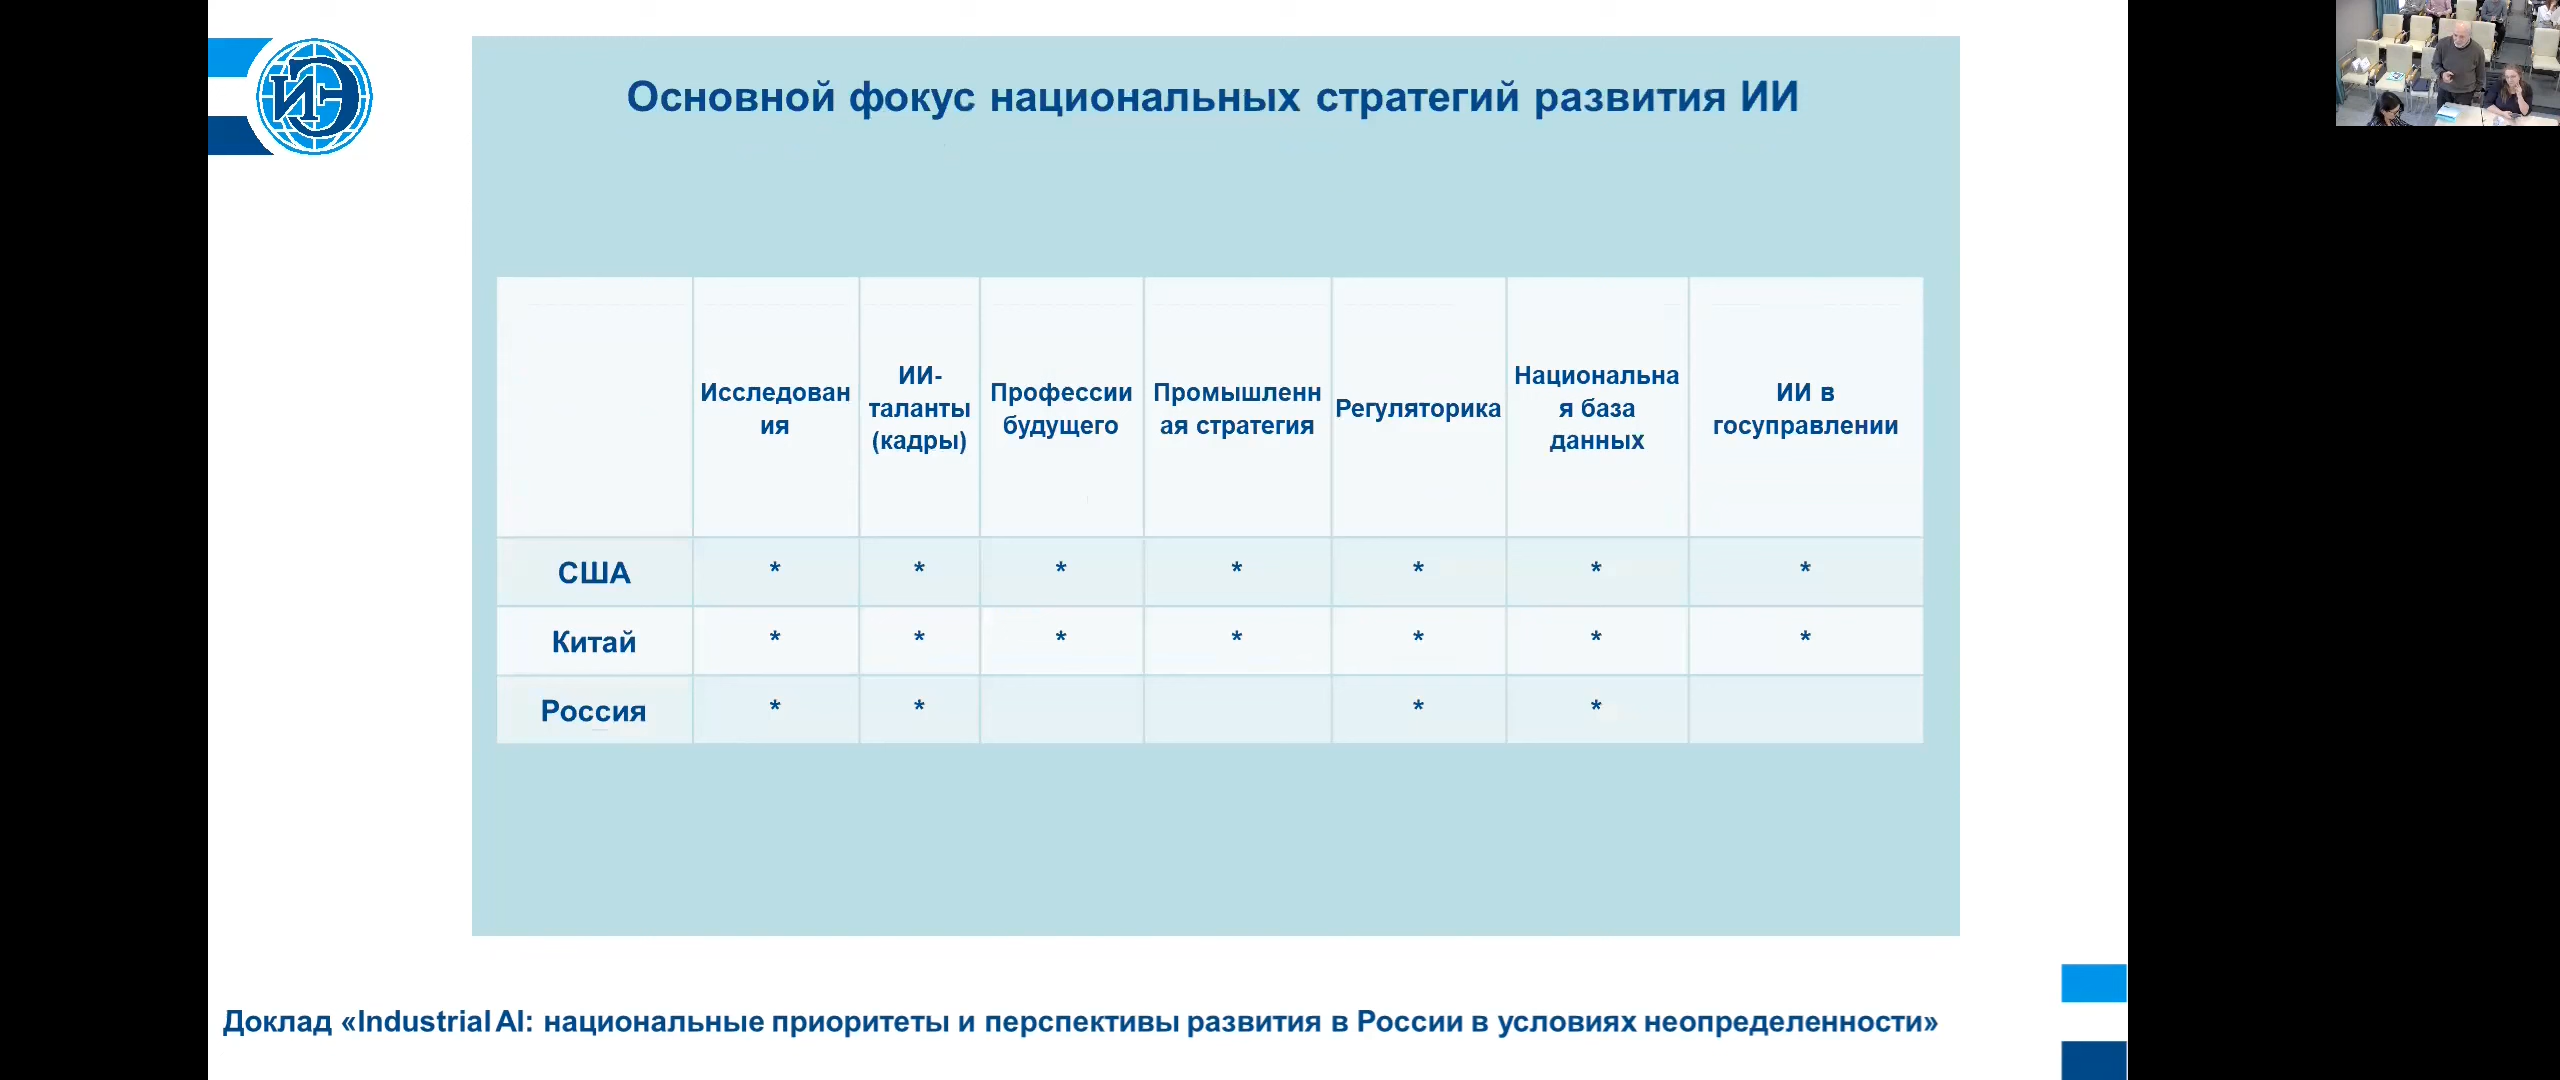 ИЭ
Основной фокус национальных стратегий развития ИИ
Исследован
ия
ИИ-
таланты
(кадры)
Профессии
будущего
Промышленн
ая стратегия
Регуляторика
Национальна
я база
данных
ИИ в
госуправлении
США * * * * * * *
Китай * * * * * * *
Россия * * * *
Доклад «Industrial AI: национальные приоритеты и перспективы развития в России в условиях неопределенности»